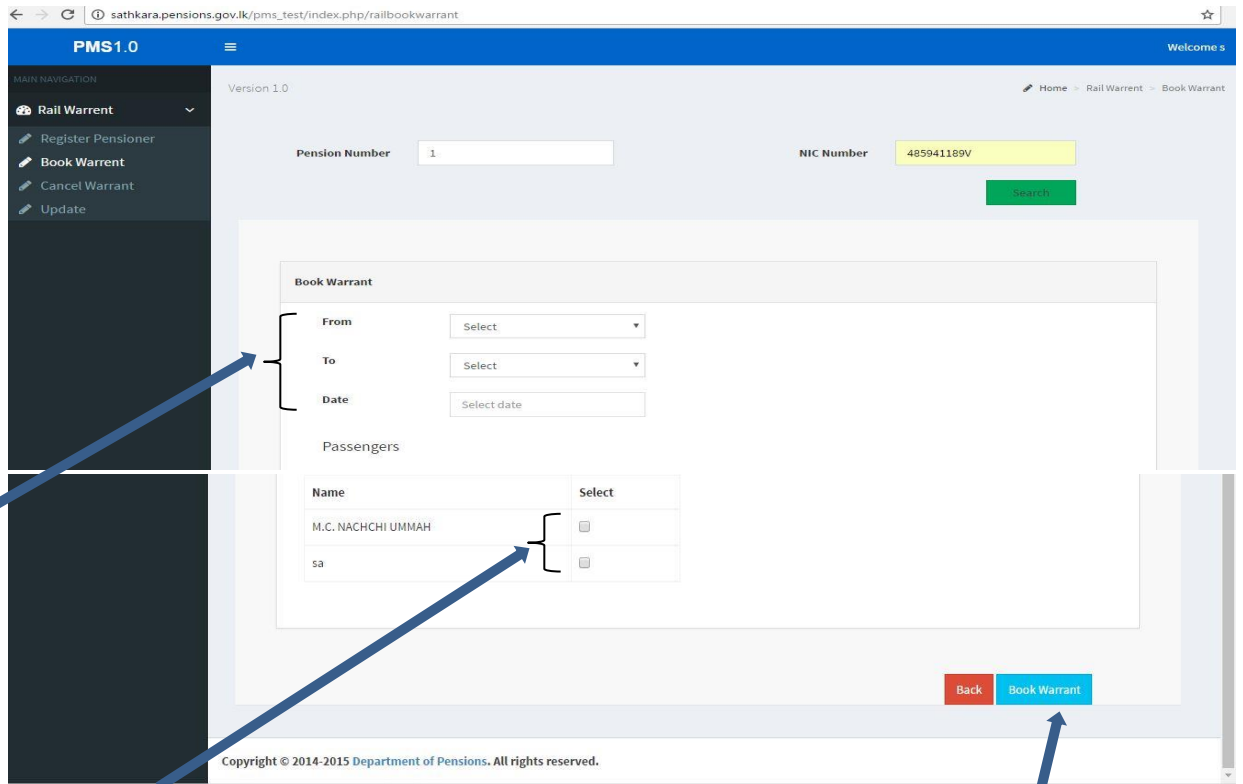 sathkara.pensions.gov.lk/pms_test/index.php/railbookwarrant
PMS1.0
Welcome s
MAIN NAVIGATION
Version 1.0
Home > Rail Warrent > Book Warrant
Rail Warrent
Register Pensioner
Book Warrent
Cancel Warrant
Update
Pension Number 1 NIC Number 485941189V
Search
Book Warrant
From Select
To Select
Date Select date
Passengers
Name Select
M.C. NACHCHI UMMAH
sa
Back Book Warrant
Copyright © 2014-2015 Department of Pensions. All rights reserved.